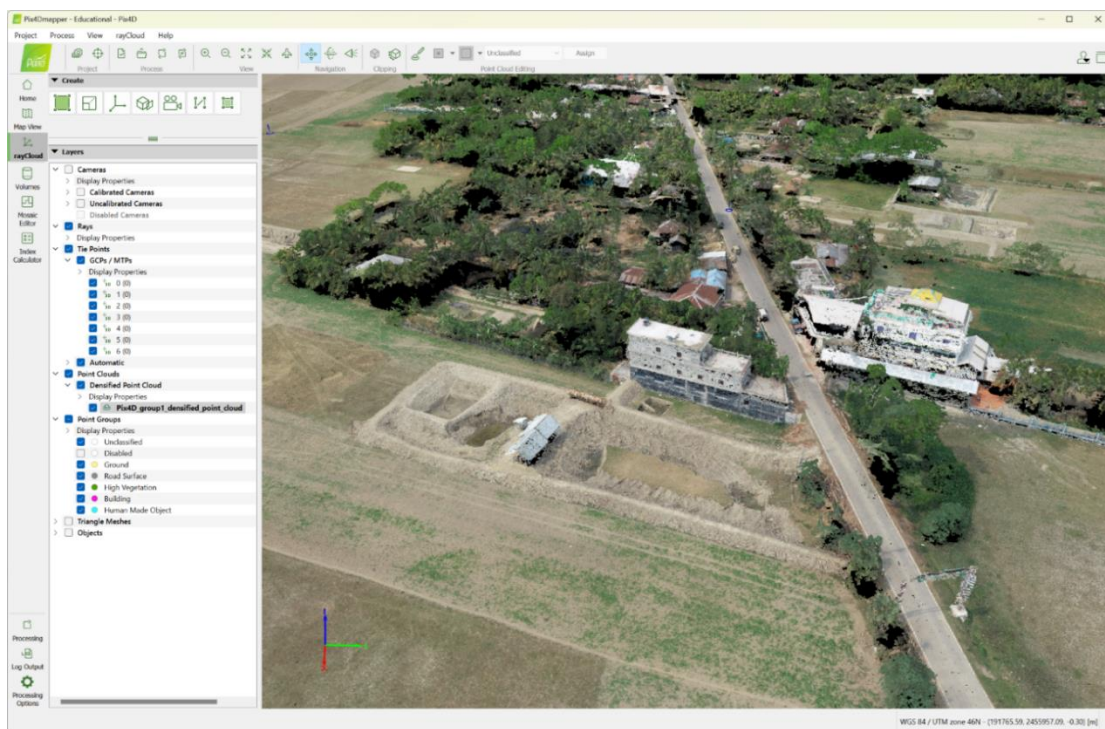 Pix4Dmapper - Educational - Pix4D
Project Process View rayCloud Help
Project Process View Navigation Clipping Point Cloud Editing
Unclassified Assign
Home
Map View
rayCloud
Volumes
Mosaic
Editor
Index
Calculator
Processing
Log Output
Processing
Options
Create
Layers
Cameras
Display Properties
Calibrated Cameras
Uncalibrated Cameras
Disabled Cameras
Rays
Display Properties
Tie Points
GCPs / MTPs
Display Properties
0 (0)
1 (0)
2 (0)
3 (0)
4 (0)
5 (0)
6 (0)
Automatic
Point Clouds
Densified Point Cloud
Display Properties
Pix4D_group1_densified_point_cloud
Point Groups
Display Properties
Unclassified
Disabled
Ground
Road Surface
High Vegetation
Building
Human Made Object
Triangle Meshes
Objects
WGS 84 / UTM zone 46N - (191765.59, 2455957.09, -0.30) [m]